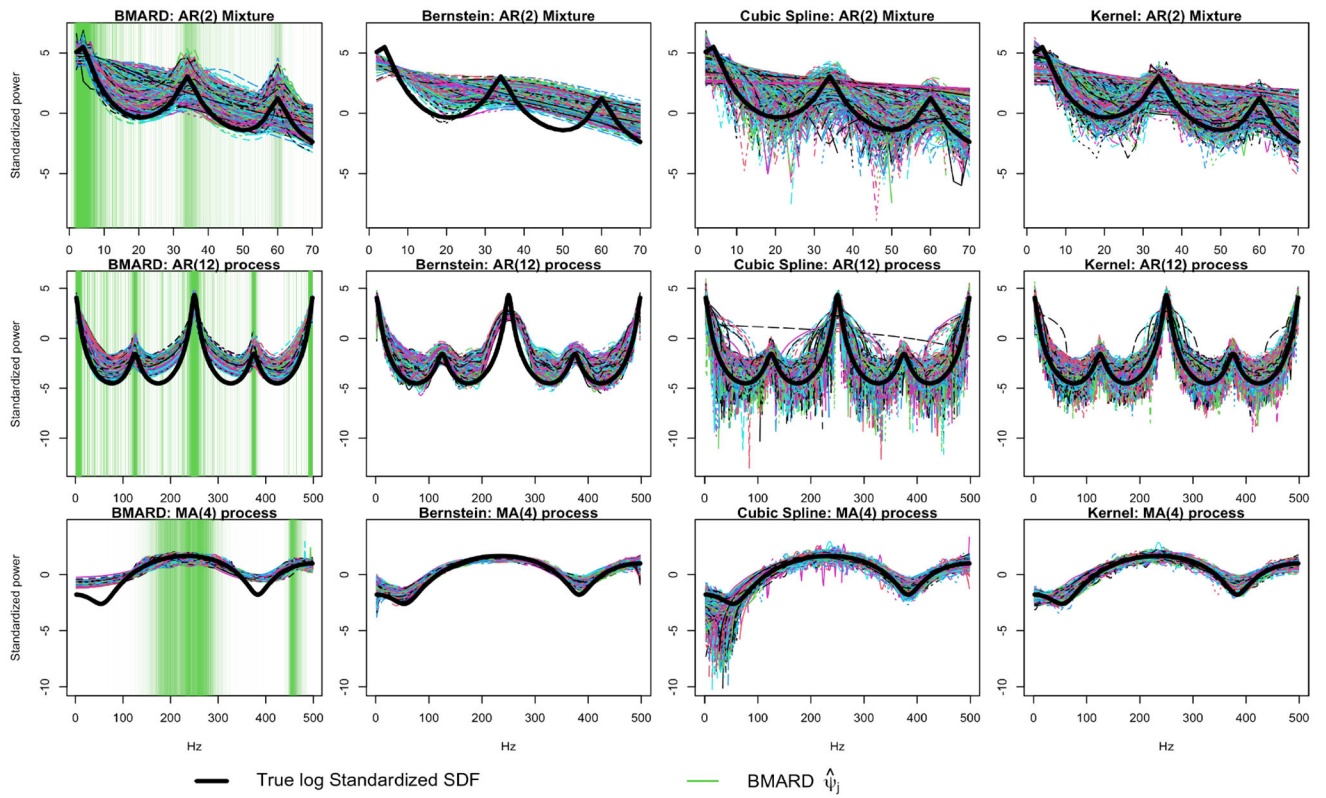 BMARD: AR(2) Mixture
Bernstein: AR(2) Mixture
Cubic Spline: AR(2) Mixture
Kernel: AR(2) Mixture
Standardized power
5
0
-5
0 10 20 30 40 50 60 70
5
0
-5
0 10 20 30 40 50 60 70
5
0
-5
0 10 20 30 40 50 60 70
5
0
-5
0 10 20 30 40 50 60 70
BMARD: AR(12) process
Bernstein: AR(12) process
Cubic Spline: AR(12) process
Kernel: AR(12) process
Standardized power
5
0
-5
-10
0 100 200 300 400 500
5
0
-5
-10
0 100 200 300 400 500
5
0
-5
-10
0 100 200 300 400 500
5
0
-5
-10
0 100 200 300 400 500
BMARD: MA(4) process
Bernstein: MA(4) process
Cubic Spline: MA(4) process
Kernel: MA(4) process
Standardized power
0
-5
-10
0 100 200 300 400 500
0
-5
-10
0 100 200 300 400 500
0
-5
-10
0 100 200 300 400 500
0
-5
-10
0 100 200 300 400 500
Hz
Hz
Hz
Hz
True log Standardized SDF
BMARD ψ̂j